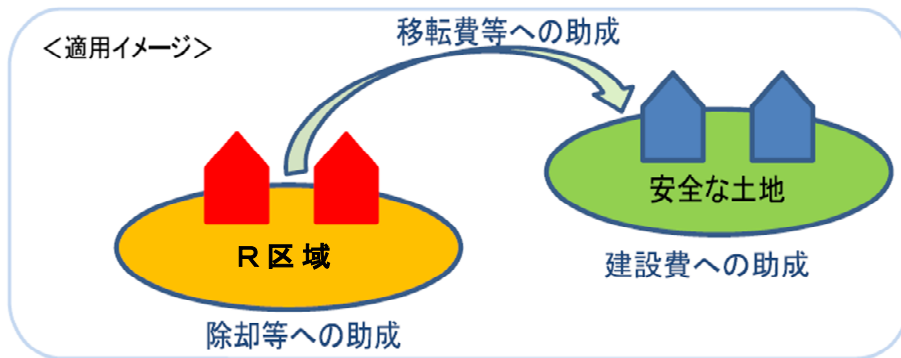 <適用イメージ>
移転費等への助成
安全な土地
R区域
建設費への助成
除却等への助成